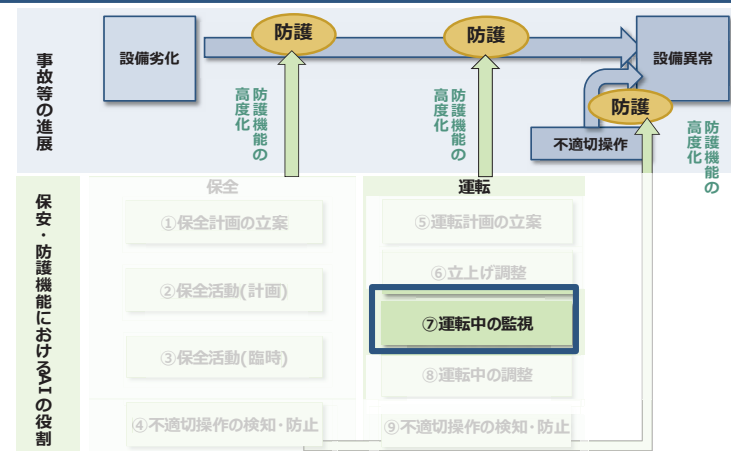 事故等の進展
設備劣化
防護
防護
設備異常
防護機能の
高度化
防護機能の
高度化
防護
不適切操作
防護機能の
高度化
保安・防護機能におけるAIの役割
保全
①保全計画の立案
②保全活動(計画)
③保全活動(臨時)
④不適切操作の検知・防止
運転
⑤運転計画の立案
⑥立上げ調整
⑦運転中の監視
⑧運転中の調整
⑨不適切操作の検知・防止